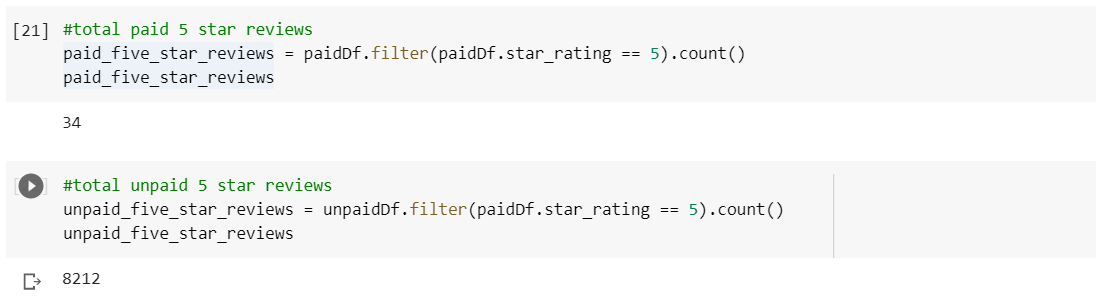 [21] #total paid 5 star reviews
paid_five_star_reviews = paidDf.filter(paidDf.star_rating == 5).count()
paid_five_star_reviews
34
#total unpaid 5 star reviews
unpaid_five_star_reviews = unpaidDf.filter(paidDf.star_rating == 5).count()
unpaid_five_star_reviews
8212